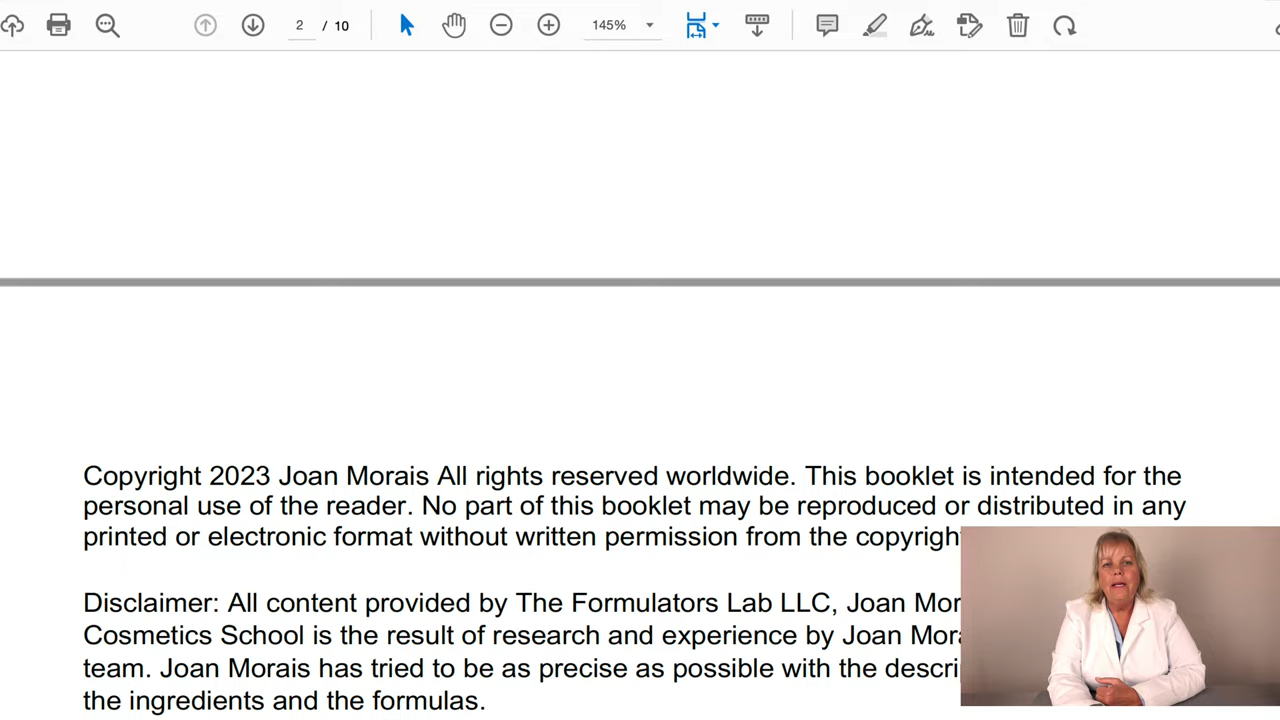 2 / 10 145%
Copyright 2023 Joan Morais All rights reserved worldwide. This booklet is intended for the
personal use of the reader. No part of this booklet may be reproduced or distributed in any
printed or electronic format without written permission from the
Disclaimer: All content provided by The Formulators Lab LLC, Joan
Cosmetics School is the result of research and experience by Joan
team. Joan Morais has tried to be as precise as possible with the
the ingredients and the formulas.